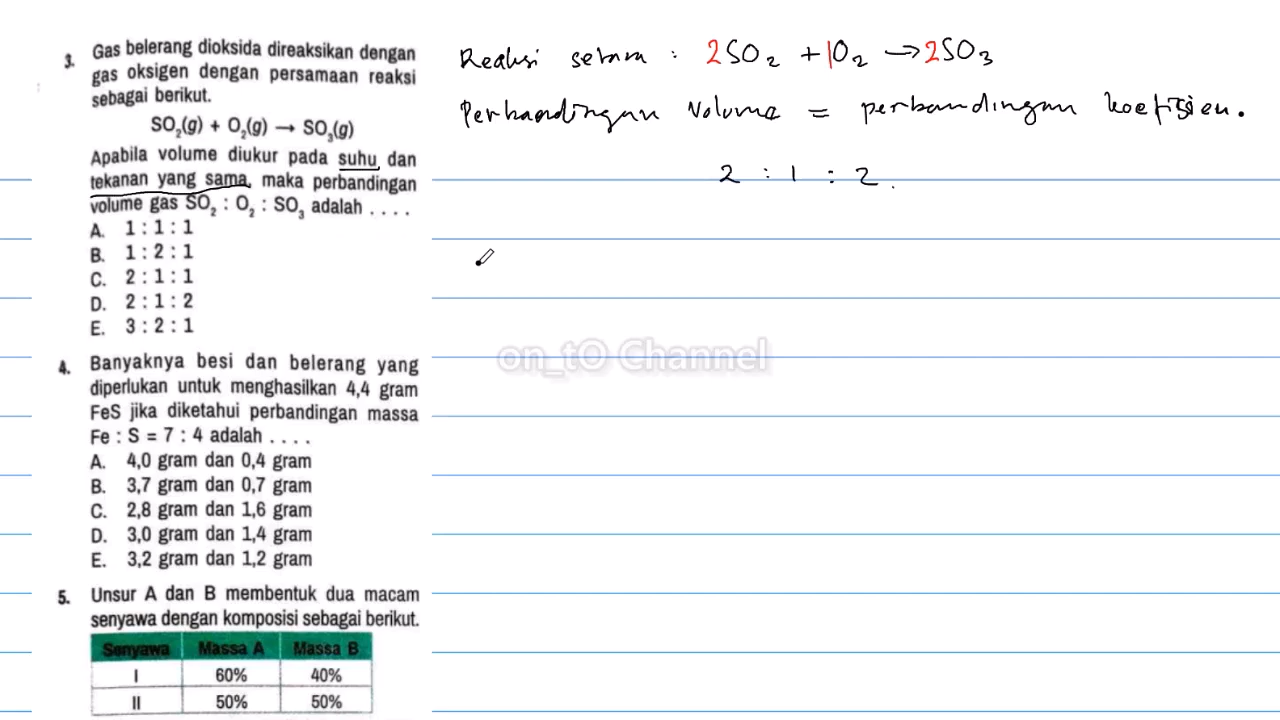 3. Gas belerang dioksida direaksikan dengan
gas oksigen dengan persamaan reaksi
sebagai berikut.
SO₂(g) + O₂(g) → SO₃(g)
Apabila volume diukur pada suhu dan
tekanan yang sama, maka perbandingan
volume gas SO₂ : O₂ : SO₃ adalah . . . .
A. 1 : 1 : 1
B. 1 : 2 : 1
C. 2 : 1 : 1
D. 2 : 1 : 2
E. 3 : 2 : 1
4. Banyaknya besi dan belerang yang
diperlukan untuk menghasilkan 4,4 gram
FeS jika diketahui perbandingan massa
Fe : S = 7 : 4 adalah . . . .
A. 4,0 gram dan 0,4 gram
B. 3,7 gram dan 0,7 gram
C. 2,8 gram dan 1,6 gram
D. 3,0 gram dan 1,4 gram
E. 3,2 gram dan 1,2 gram
5. Unsur A dan B membentuk dua macam
senyawa dengan komposisi sebagai berikut.
Senyawa Massa A Massa B
I 60% 40%
II 50% 50%
Reaksi setara : 2SO₂ + 1O₂ → 2SO₃
Perbandingan Volume = perbandingan koefisien.
2 : 1 : 2.
on_tO Channel